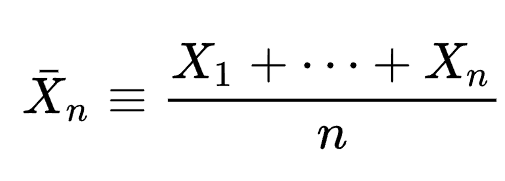 X̄ₙ ≡ (X₁ + ⋯ + Xₙ) / n